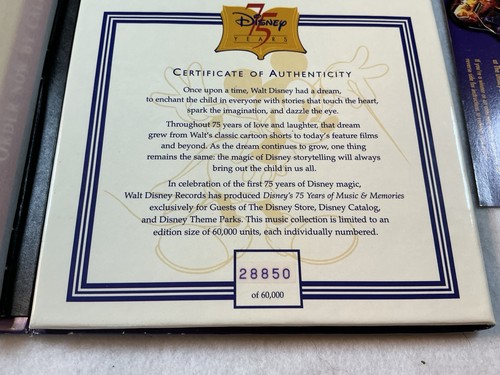 Disney
75
YEARS
CERTIFICATE OF AUTHENTICITY
Once upon a time, Walt Disney had a dream,
to enchant the child in everyone with stories that touch the heart,
spark the imagination, and dazzle the eye.
Throughout 75 years of love and laughter, that dream
grew from Walt's classic cartoon shorts to today's feature films
and beyond. As the dream continues to grow, one thing
remains the same: the magic of Disney storytelling will always
bring out the child in us all.
In celebration of the first 75 years of Disney magic,
Walt Disney Records has produced Disney's 75 Years of Music & Memories
exclusively for Guests of The Disney Store, Disney Catalog,
and Disney Theme Parks. This music collection is limited to an
edition size of 60,000 units, each individually numbered.
28850
of 60,000